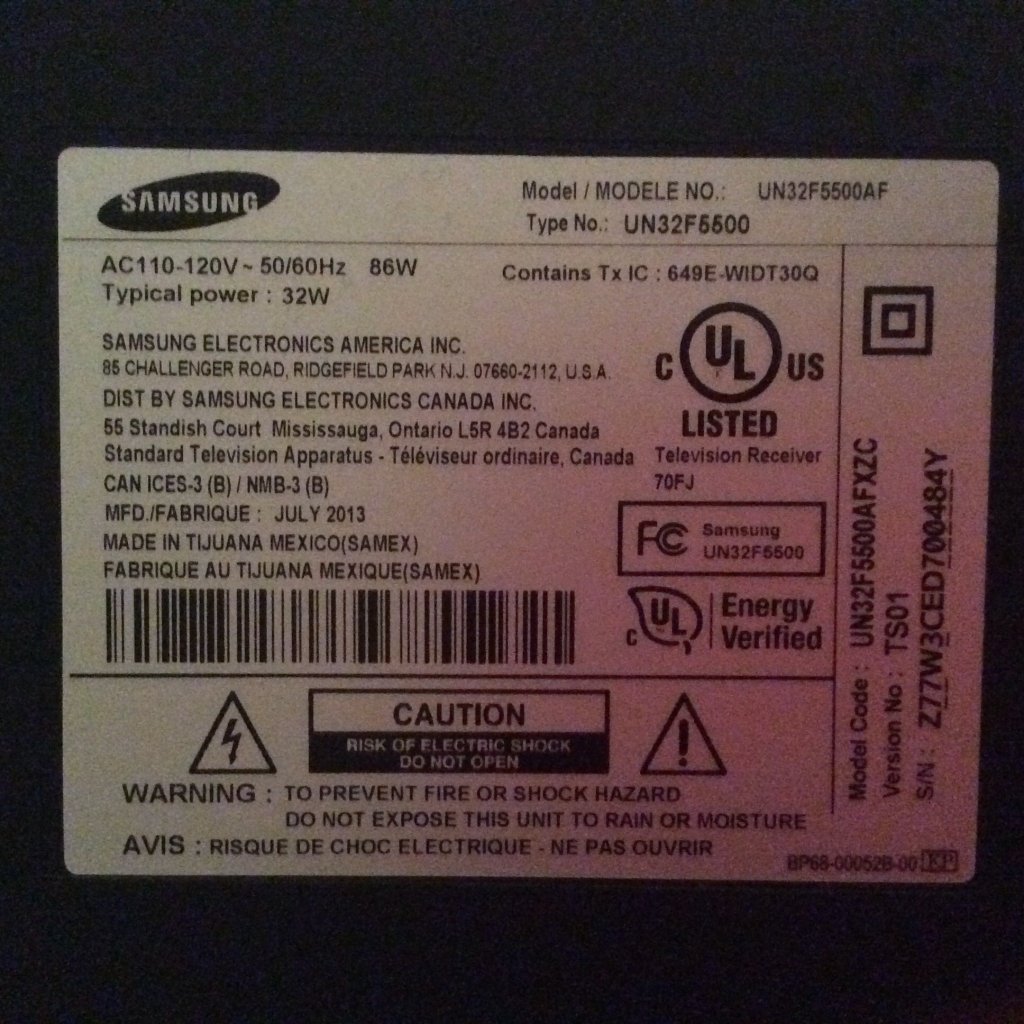 SAMSUNG
Model / MODELE NO.: UN32F5500AF
Type No.: UN32F5500
AC110-120V ~ 50/60Hz 86W
Typical power : 32W
Contains Tx IC : 649E-WIDT30Q
SAMSUNG ELECTRONICS AMERICA INC.
85 CHALLENGER ROAD, RIDGEFIELD PARK N.J. 07660-2112, U.S.A.
DIST BY SAMSUNG ELECTRONICS CANADA INC.
55 Standish Court Mississauga, Ontario L5R 4B2 Canada
Standard Television Apparatus - Téléviseur ordinaire, Canada
CAN ICES-3 (B) / NMB-3 (B)
MFD./FABRIQUE : JULY 2013
MADE IN TIJUANA MEXICO(SAMEX)
FABRIQUE AU TIJUANA MEXIQUE(SAMEX)
C UL US
LISTED
Television Receiver
70FJ
FC Samsung
UN32F5500
C UL Energy
Verified
CAUTION
RISK OF ELECTRIC SHOCK
DO NOT OPEN
WARNING : TO PREVENT FIRE OR SHOCK HAZARD
DO NOT EXPOSE THIS UNIT TO RAIN OR MOISTURE
AVIS : RISQUE DE CHOC ELECTRIQUE - NE PAS OUVRIR
BP68-00052B-00 KP
Model Code : UN32F5500AFXZC
Version No : TS01
S/N : Z77W3CED700484Y